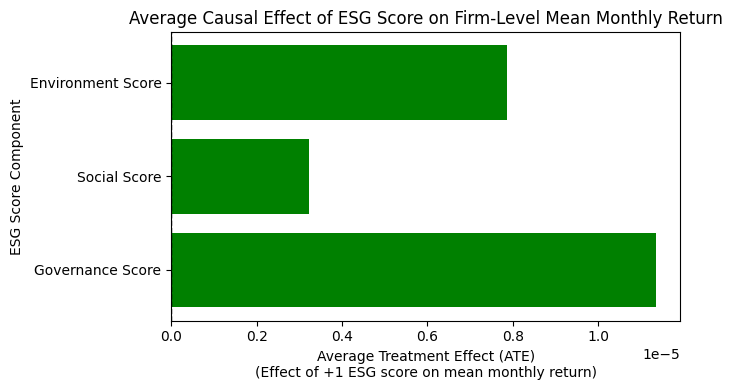 Average Causal Effect of ESG Score on Firm-Level Mean Monthly Return
ESG Score Component
Environment Score
Social Score
Governance Score
0.0 0.2 0.4 0.6 0.8 1.0
1e−5
Average Treatment Effect (ATE)
(Effect of +1 ESG score on mean monthly return)